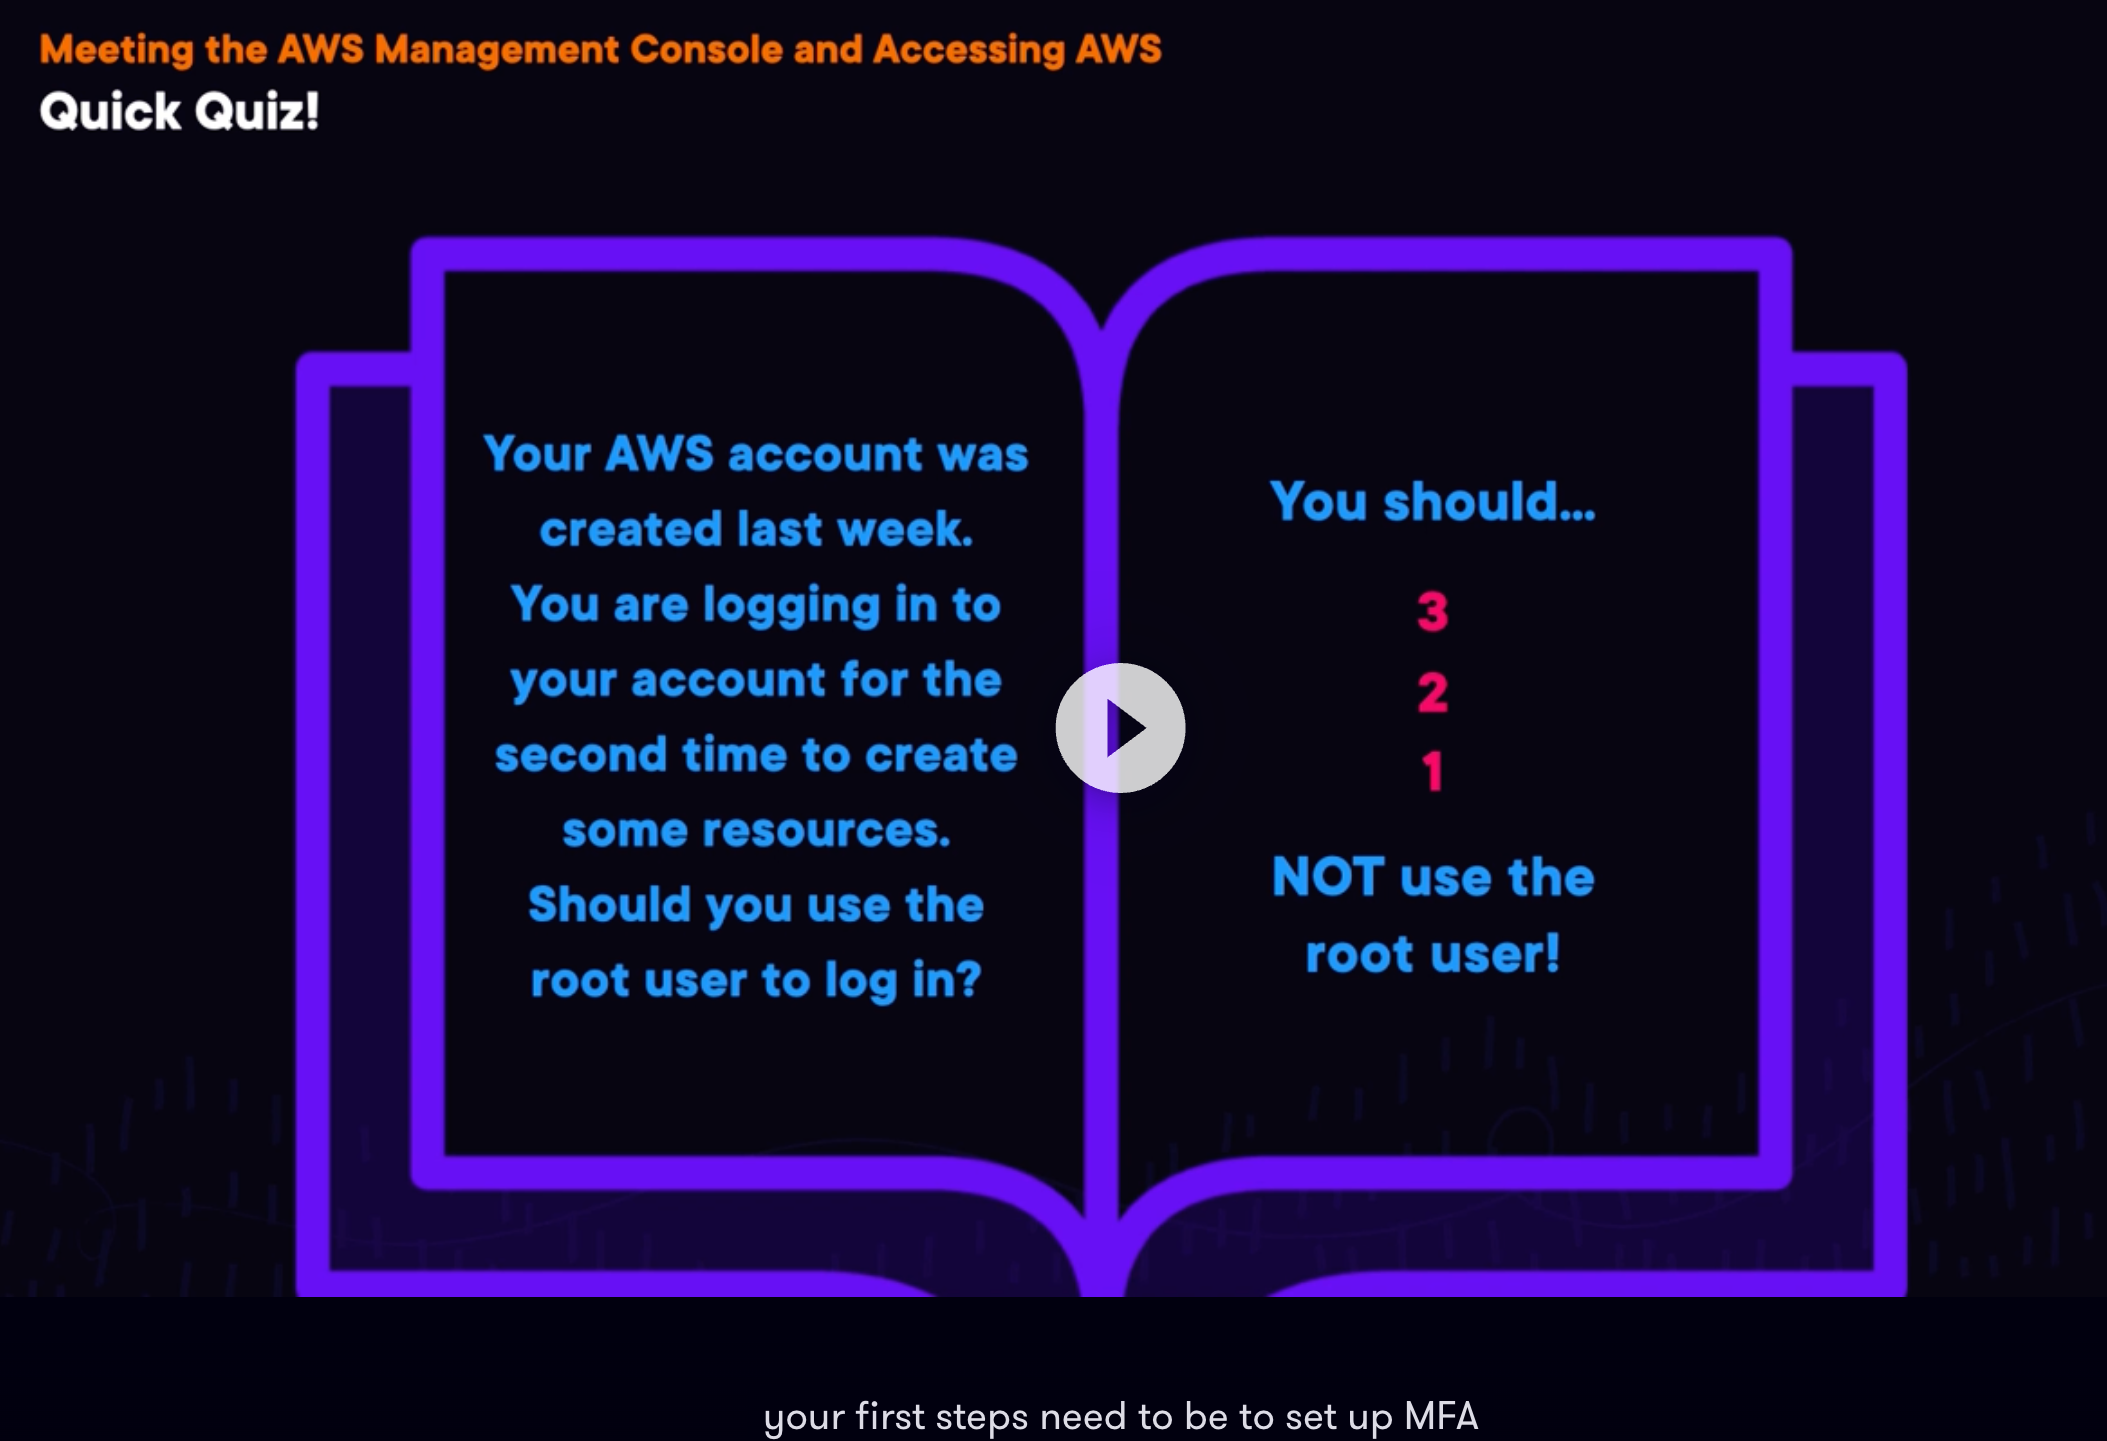 Meeting the AWS Management Console and Accessing AWS
Quick Quiz!
Your AWS account was
created last week.
You are logging in to
your account for the
second time to create
some resources.
Should you use the
root user to log in?
You should...
3
2
1
NOT use the
root user!
your first steps need to be to set up MFA